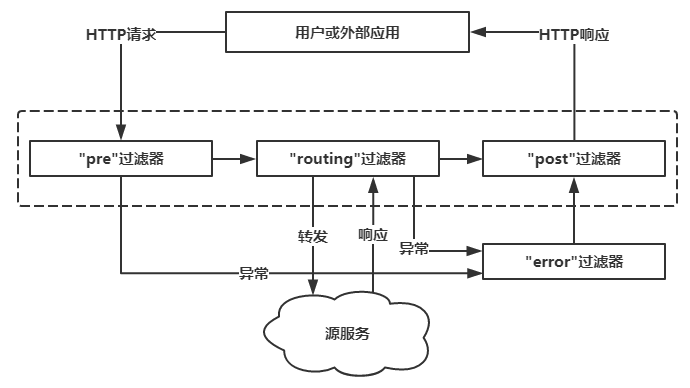 用户或外部应用
HTTP请求
HTTP响应
"pre"过滤器
"routing"过滤器
"post"过滤器
转发
响应
异常
"error"过滤器
异常
源服务